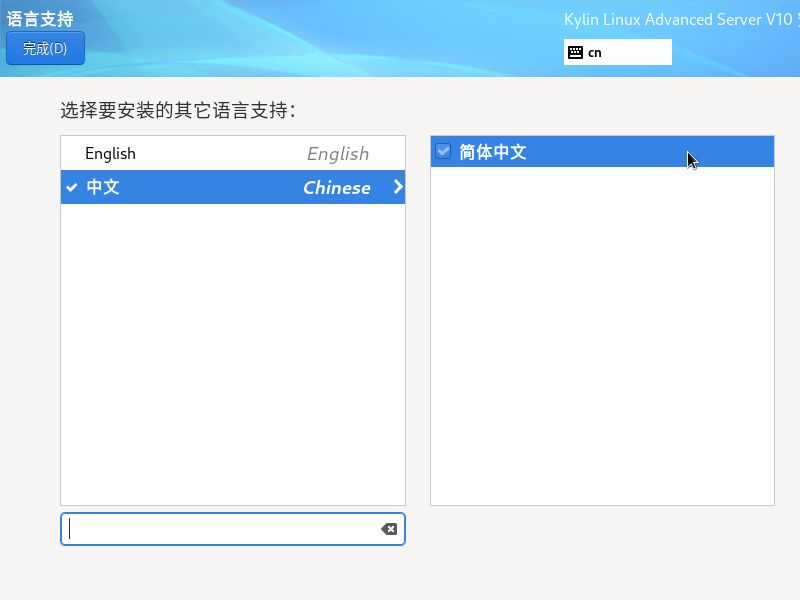 语言支持
完成(D)
Kylin Linux Advanced Server V10
cn
选择要安装的其它语言支持：
English English
中文 Chinese
简体中文